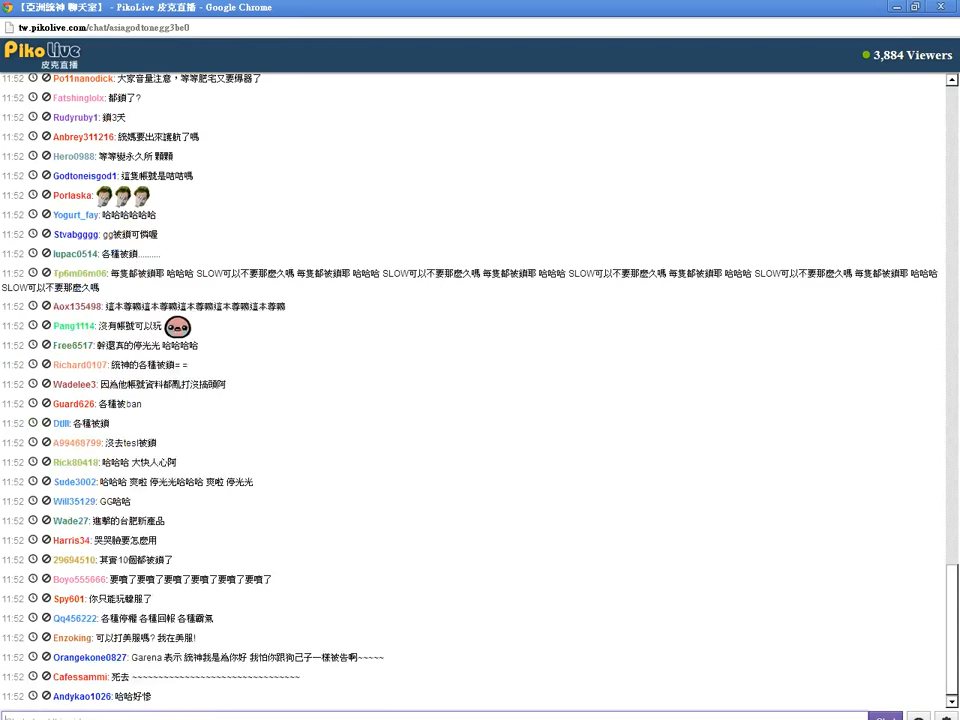 【亞洲統神 聊天室】 - PikoLive 皮克直播 - Google Chrome
tw.pikolive.com/chat/asiagodtonegg3be0
PikoLive
皮克直播
3,884 Viewers
11:52 Po11nanodick: 大家音量注意，等等肥宅又要爆器了
11:52 Fatshinglolx: 都鎖了?
11:52 Rudyruby1: 鎖3天
11:52 Anbrey311216: 統媽要出來護航了嗎
11:52 Hero0988: 等等變永久所 顆顆
11:52 Godtoneisgod1: 這隻帳號是咕咕嗎
11:52 Porlaska:
11:52 Yogurt_fay: 哈哈哈哈哈哈
11:52 Stvabgggg: gg被鎖可憐喔
11:52 lupac0514: 各種被鎖..........
11:52 Tp6m06m06: 每隻都被鎖耶 哈哈哈 SLOW可以不要那麼久嗎 每隻都被鎖耶 哈哈哈 SLOW可以不要那麼久嗎 每隻都被鎖耶 哈哈哈 SLOW可以不要那麼久嗎 每隻都被鎖耶 哈哈哈 SLOW可以不要那麼久嗎 每隻都被鎖耶 哈哈哈
SLOW可以不要那麼久嗎
11:52 Aox135498: 這本尊嘛這本尊嘛這本尊嘛這本尊嘛這本尊嘛
11:52 Pang1114: 沒有帳號可以玩
11:52 Free6517: 幹還真的停光光 哈哈哈哈
11:52 Richard0107: 統神的各種被鎖= =
11:52 Wadelee3: 因為他帳號資料都亂打沒搞頭阿
11:52 Guard626: 各種被ban
11:52 Dtlll: 各種被鎖
11:52 A99468799: 沒去tesl被鎖
11:52 Rick80418: 哈哈哈 大快人心阿
11:52 Sude3002: 哈哈哈 爽啦 停光光哈哈哈 爽啦 停光光
11:52 Will35129: GG哈哈
11:52 Wade27: 進擊的台肥新產品
11:52 Harris34: 哭哭臉要怎麼用
11:52 29694510: 其實10個都被鎖了
11:52 Boyo555666: 要噴了要噴了要噴了要噴了要噴了要噴了
11:52 Spy601: 你只能玩韓服了
11:52 Qq456222: 各種停權 各種回報 各種霸氣
11:52 Enzoking: 可以打美服嗎? 我在美服!
11:52 Orangekone0827: Garena 表示 統神我是為你好 我怕你跟狗己子一樣被告啊~~~~~
11:52 Cafessammi: 死去 ~~~~~~~~~~~~~~~~~~~~~~~~~~~~~~~~
11:52 Andykao1026: 哈哈好慘